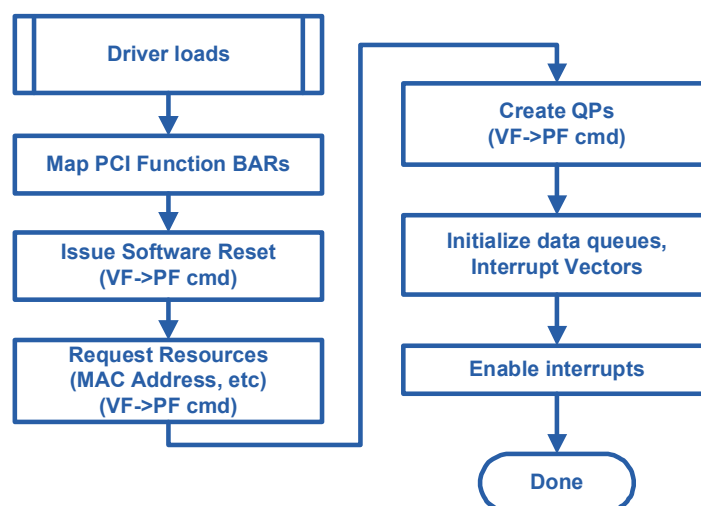 Driver loads
Map PCI Function BARs
Issue Software Reset
(VF->PF cmd)
Request Resources
(MAC Address, etc)
(VF->PF cmd)
Create QPs
(VF->PF cmd)
Initialize data queues,
Interrupt Vectors
Enable interrupts
Done